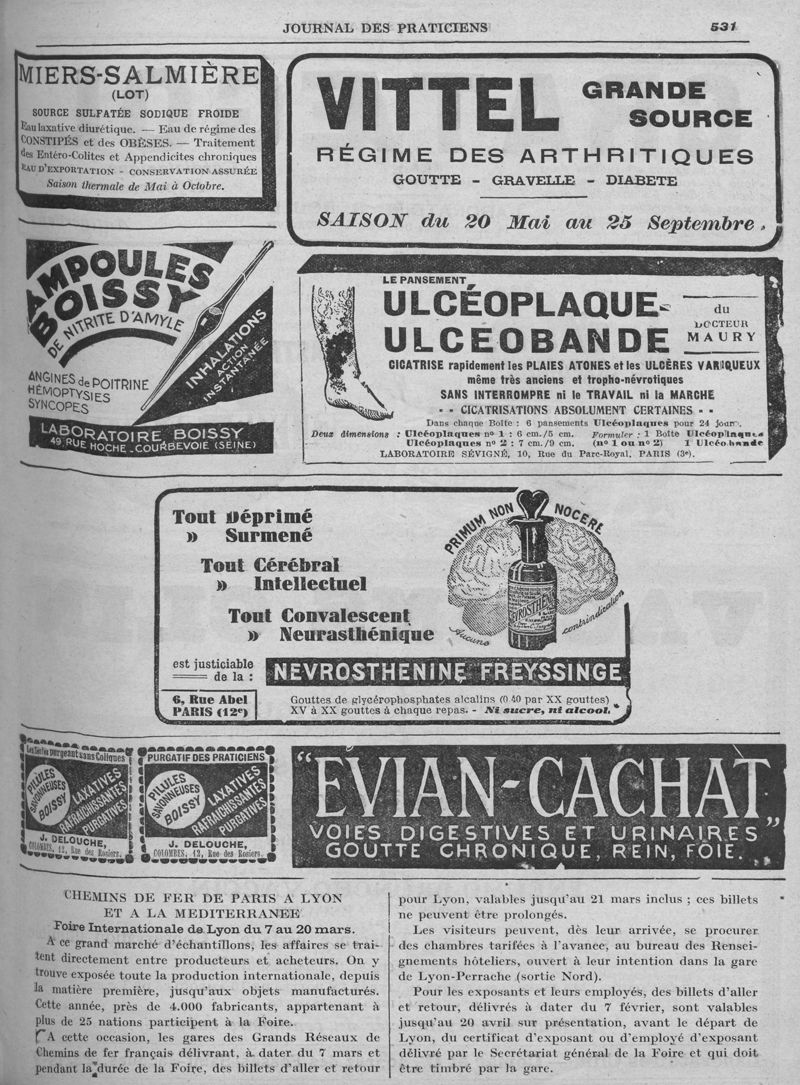 JOURNAL DES PRATICIENS
531
MIERS-SALMIÈRE
(LOT)
SOURCE SULFATÉE SODIQUE FROIDE
Eau laxative diurétique. — Eau de régime des
CONSTIPÉS et des OBÈSES. — Traitement
des Entéro-Colites et Appendicites chroniques
EAU D'EXPORTATION - CONSERVATION ASSURÉE
Saison thermale de Mai à Octobre.
VITTEL GRANDE
SOURCE
RÉGIME DES ARTHRITIQUES
GOUTTE - GRAVELLE - DIABETE
SAISON du 20 Mai au 25 Septembre.
AMPOULES
BOISSY
DE NITRITE D'AMYLE
INHALATIONS
ACTION
INSTANTANÉE
ANGINES de POITRINE
HÉMOPTYSIES
SYNCOPES
LABORATOIRE BOISSY
49, RUE HOCHE - COURBEVOIE (SEINE)
LE PANSEMENT
ULCÉOPLAQUE-
ULCEOBANDE
du
DOCTEUR
MAURY
CICATRISE rapidement les PLAIES ATONES et les ULCÈRES VARIQUEUX
même très anciens et tropho-névrotiques
SANS INTERROMPRE ni le TRAVAIL ni la MARCHE
- - CICATRISATIONS ABSOLUMENT CERTAINES - -
Dans chaque Boîte : 6 pansements Ulcéoplaques pour 24 jours.
Deux dimensions : Ulcéoplaques nº 1 : 6 cm./5 cm. Formuler : 1 Boîte Ulcéoplaques
Ulcéoplaques nº 2 : 7 cm./9 cm. (nº 1 ou nº 2) 1 Ulcéobande
LABORATOIRE SÉVIGNÉ, 10, Rue du Parc-Royal, PARIS (3e).
Tout Déprimé
» Surmené
Tout Cérébral
» Intellectuel
Tout Convalescent
» Neurasthénique
PRIMUM NON NOCERE
NEVROSTHENINE
Aucune contrindication
est justiciable
de la :
NEVROSTHENINE FREYSSINGE
6, Rue Abel
PARIS (12e)
Gouttes de glycérophosphates alcalins (0 40 par XX gouttes)
XV à XX gouttes à chaque repas. - Ni sucre, ni alcool.
purgeant sans Coliques
PILULES
SAVONNEUSES
BOISSY
LAXATIVES
RAFRAICHISSANTES
PURGATIVES
J. DELOUCHE,
COLOMBES, 12, Rue des Rosiers.
PURGATIF DES PRATICIENS
PILULES
SAVONNEUSES
BOISSY
LAXATIVES
RAFRAICHISSANTES
PURGATIVES
J. DELOUCHE,
COLOMBES, 12, Rue des Rosiers.
"ÉVIAN-CACHAT"
VOIES DIGESTIVES ET URINAIRES
GOUTTE CHRONIQUE, REIN, FOIE.
CHEMINS DE FER DE PARIS A LYON
ET A LA MEDITERRANEE
Foire Internationale de Lyon du 7 au 20 mars.
A ce grand marché d'échantillons, les affaires se trai-
tent directement entre producteurs et acheteurs. On y
trouve exposée toute la production internationale, depuis
la matière première, jusqu'aux objets manufacturés.
Cette année, près de 4.000 fabricants, appartenant à
plus de 25 nations participent à la Foire.
A cette occasion, les gares des Grands Réseaux de
Chemins de fer français délivrant, à dater du 7 mars et
pendant la durée de la Foire, des billets d'aller et retour
pour Lyon, valables jusqu'au 21 mars inclus ; ces billets
ne peuvent être prolongés.
Les visiteurs peuvent, dès leur arrivée, se procurer
des chambres tarifées à l'avance, au bureau des Rensei-
gnements hôteliers, ouvert à leur intention dans la gare
de Lyon-Perrache (sortie Nord).
Pour les exposants et leurs employés, des billets d'aller
et retour, délivrés à dater du 7 février, sont valables
jusqu'au 20 avril sur présentation, avant le départ de
Lyon, du certificat d'exposant ou d'employé d'exposant
délivré par le Secrétariat général de la Foire et qui doit
être timbré par la gare.